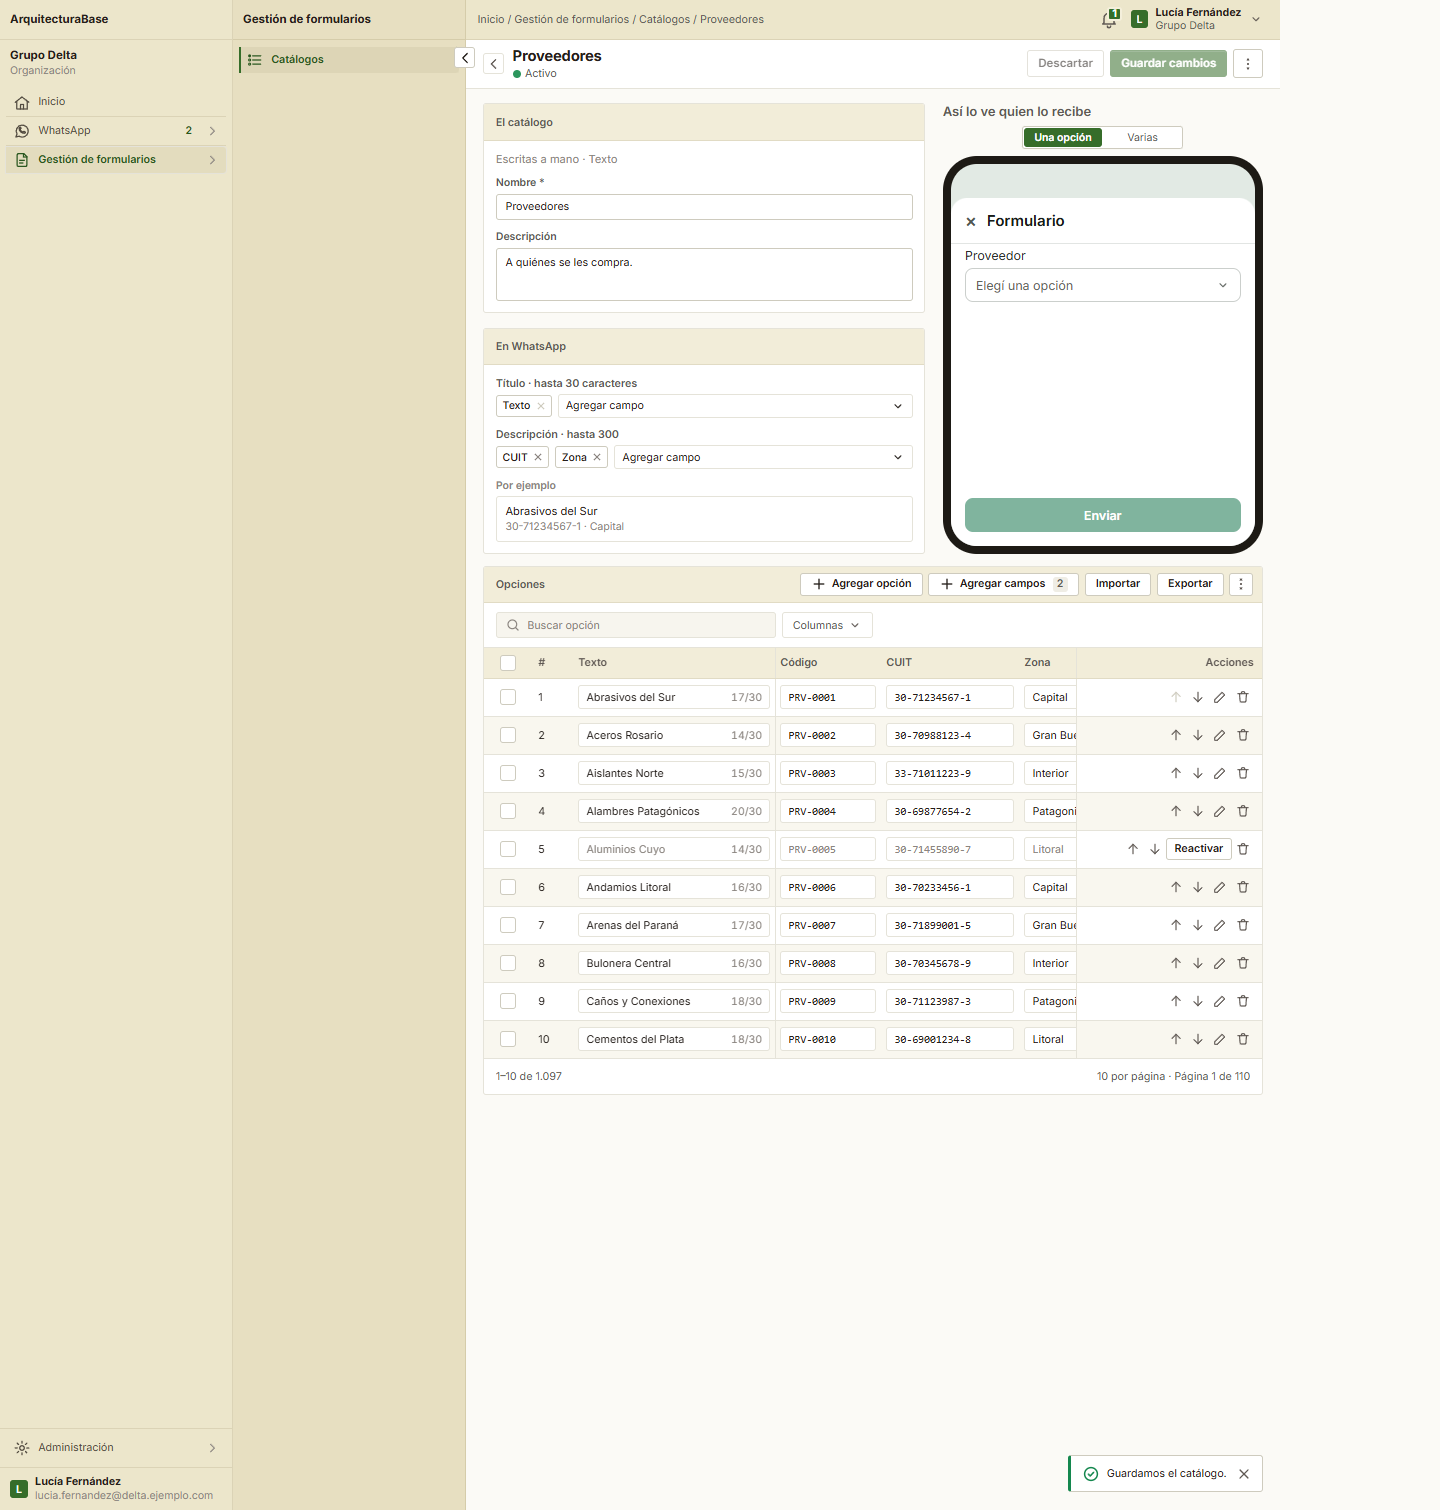 ArquitecturaBase
Grupo Delta
Organización
Inicio
WhatsApp 2
Gestión de formularios
Administración
L Lucía Fernández
lucia.fernandez@delta.ejemplo.com
Gestión de formularios
Catálogos
Inicio / Gestión de formularios / Catálogos / Proveedores
1
L Lucía Fernández
Grupo Delta
Proveedores
Activo
Descartar Guardar cambios
El catálogo
Escritas a mano · Texto
Nombre *
Proveedores
Descripción
A quiénes se les compra.
En WhatsApp
Título · hasta 30 caracteres
Texto Agregar campo
Descripción · hasta 300
CUIT Zona Agregar campo
Por ejemplo
Abrasivos del Sur
30-71234567-1 · Capital
Así lo ve quien lo recibe
Una opción Varias
Formulario
Proveedor
Elegí una opción
Enviar
Opciones Agregar opción Agregar campos 2 Importar Exportar
Buscar opción Columnas
# Texto Código CUIT Zona Acciones
1 Abrasivos del Sur 17/30 PRV-0001 30-71234567-1 Capital
2 Aceros Rosario 14/30 PRV-0002 30-70988123-4 Gran Bue
3 Aislantes Norte 15/30 PRV-0003 33-71011223-9 Interior
4 Alambres Patagónicos 20/30 PRV-0004 30-69877654-2 Patagoni
5 Aluminios Cuyo 14/30 PRV-0005 30-71455890-7 Litoral Reactivar
6 Andamios Litoral 16/30 PRV-0006 30-70233456-1 Capital
7 Arenas del Paraná 17/30 PRV-0007 30-71899001-5 Gran Bue
8 Bulonera Central 16/30 PRV-0008 30-70345678-9 Interior
9 Caños y Conexiones 18/30 PRV-0009 30-71123987-3 Patagoni
10 Cementos del Plata 18/30 PRV-0010 30-69001234-8 Litoral
1–10 de 1.097 10 por página · Página 1 de 110
Guardamos el catálogo.